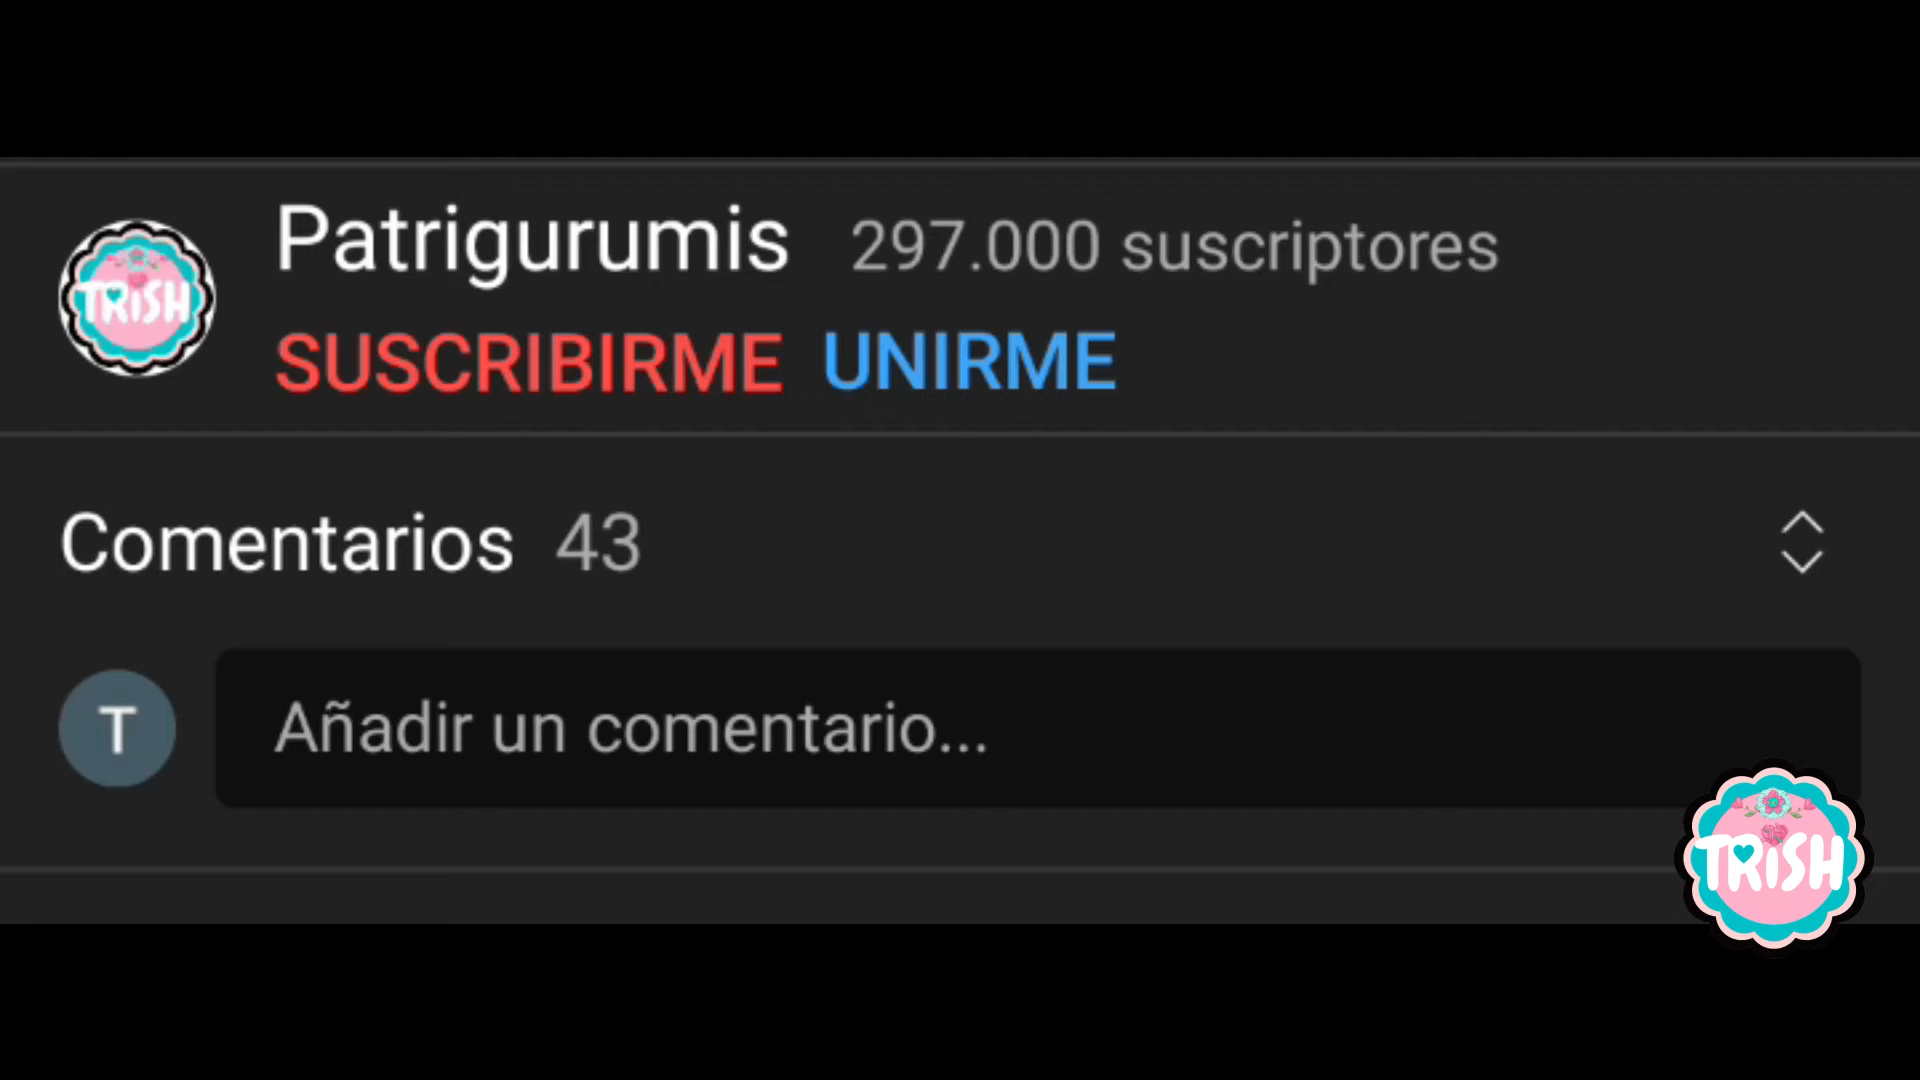 TRISH
Patrigurumis 297.000 suscriptores
SUSCRIBIRME UNIRME
Comentarios 43
T
Añadir un comentario...
TRISH